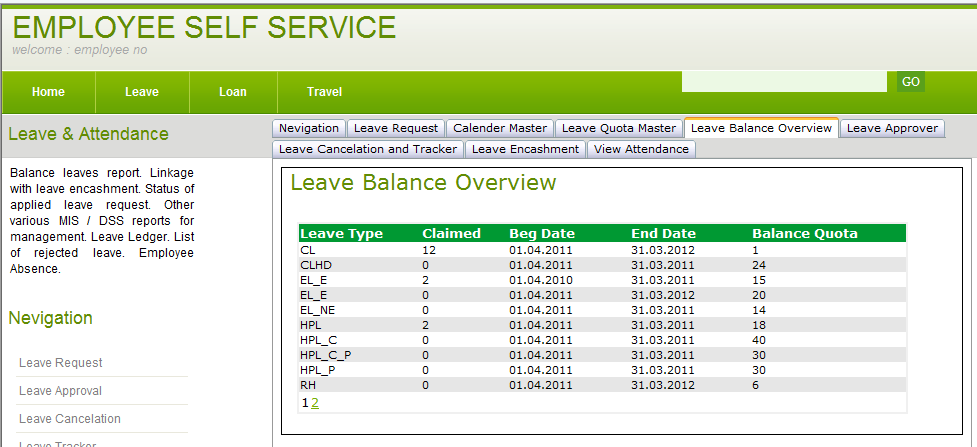 EMPLOYEE SELF SERVICE
welcome : employee no
Home Leave Loan Travel GO
Leave & Attendance
Balance leaves report. Linkage
with leave encashment. Status of
applied leave request. Other
various MIS / DSS reports for
management. Leave Ledger. List
of rejected leave. Employee
Absence.
Nevigation
Leave Request
Leave Approval
Leave Cancelation
Leave Tracker
Nevigation Leave Request Calender Master Leave Quota Master Leave Balance Overview Leave Approver
Leave Cancelation and Tracker Leave Encashment View Attendance
Leave Balance Overview
Leave Type Claimed Beg Date End Date Balance Quota
CL 12 01.04.2011 31.03.2012 1
CLHD 0 01.04.2011 31.03.2011 24
EL_E 2 01.04.2010 31.03.2011 15
EL_E 0 01.04.2011 31.03.2012 20
EL_NE 0 01.04.2011 31.03.2011 14
HPL 2 01.04.2011 31.03.2011 18
HPL_C 0 01.04.2011 31.03.2011 40
HPL_C_P 0 01.04.2011 31.03.2011 30
HPL_P 0 01.04.2011 31.03.2011 30
RH 0 01.04.2011 31.03.2012 6
1 2